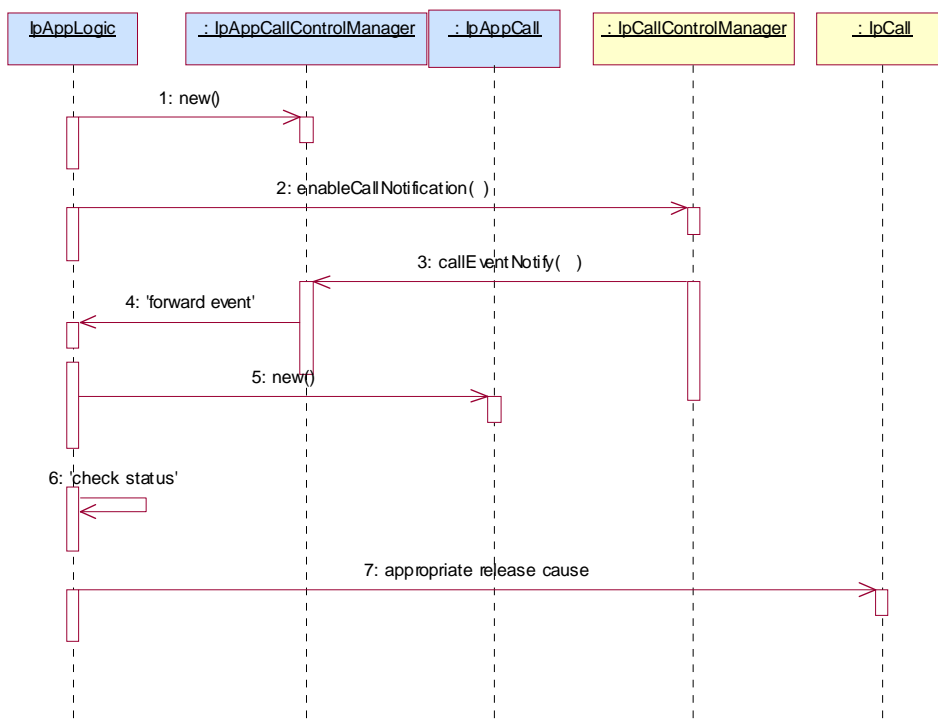 IpAppLogic
: IpAppCallControlManager
: IpAppCall
: IpCallControlManager
: IpCall
1: new()
2: enableCallNotification( )
3: callEventNotify( )
4: 'forward event'
5: new()
6: 'check status'
7: appropriate release cause